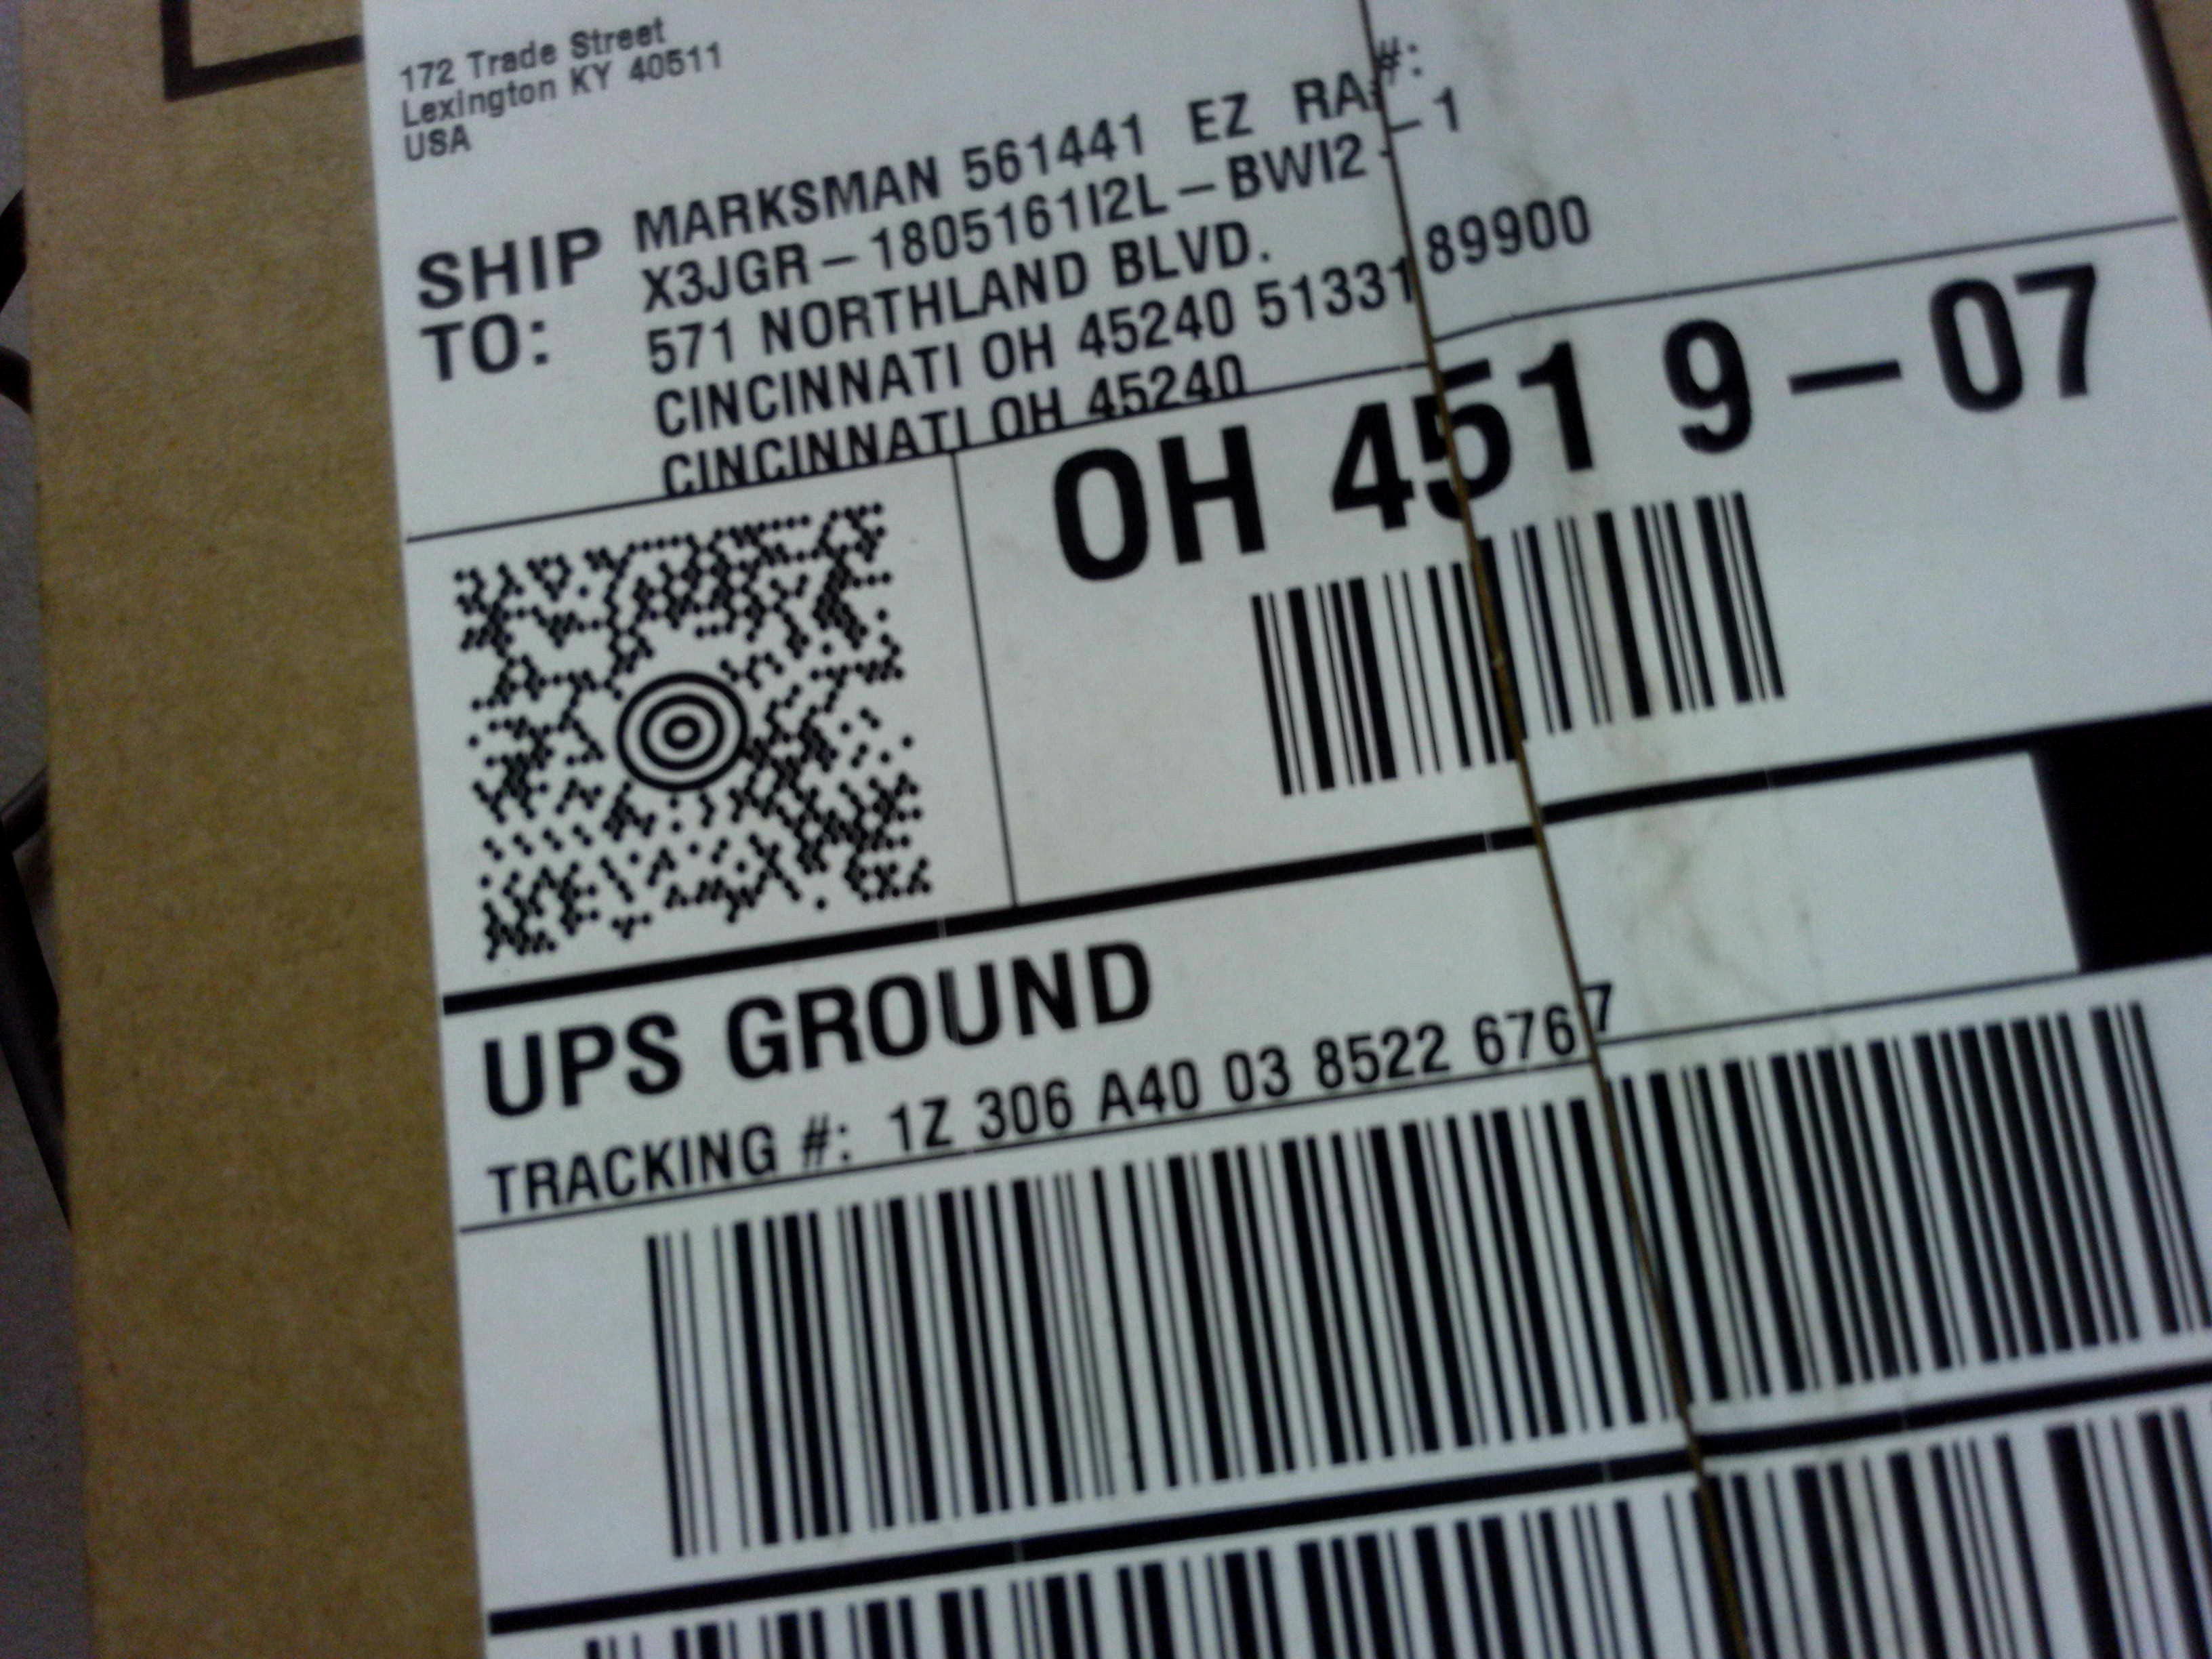 172 Trade Street
Lexington KY 40511
USA
SHIP TO:
MARKSMAN 561441 EZ RA#:
X3JGR-1805161I2L-BWI2-1
571 NORTHLAND BLVD.
CINCINNATI OH 45240 5133189900
CINCINNATI OH 45240
OH 451 9-07
UPS GROUND
TRACKING #: 1Z 306 A40 03 8522 6767